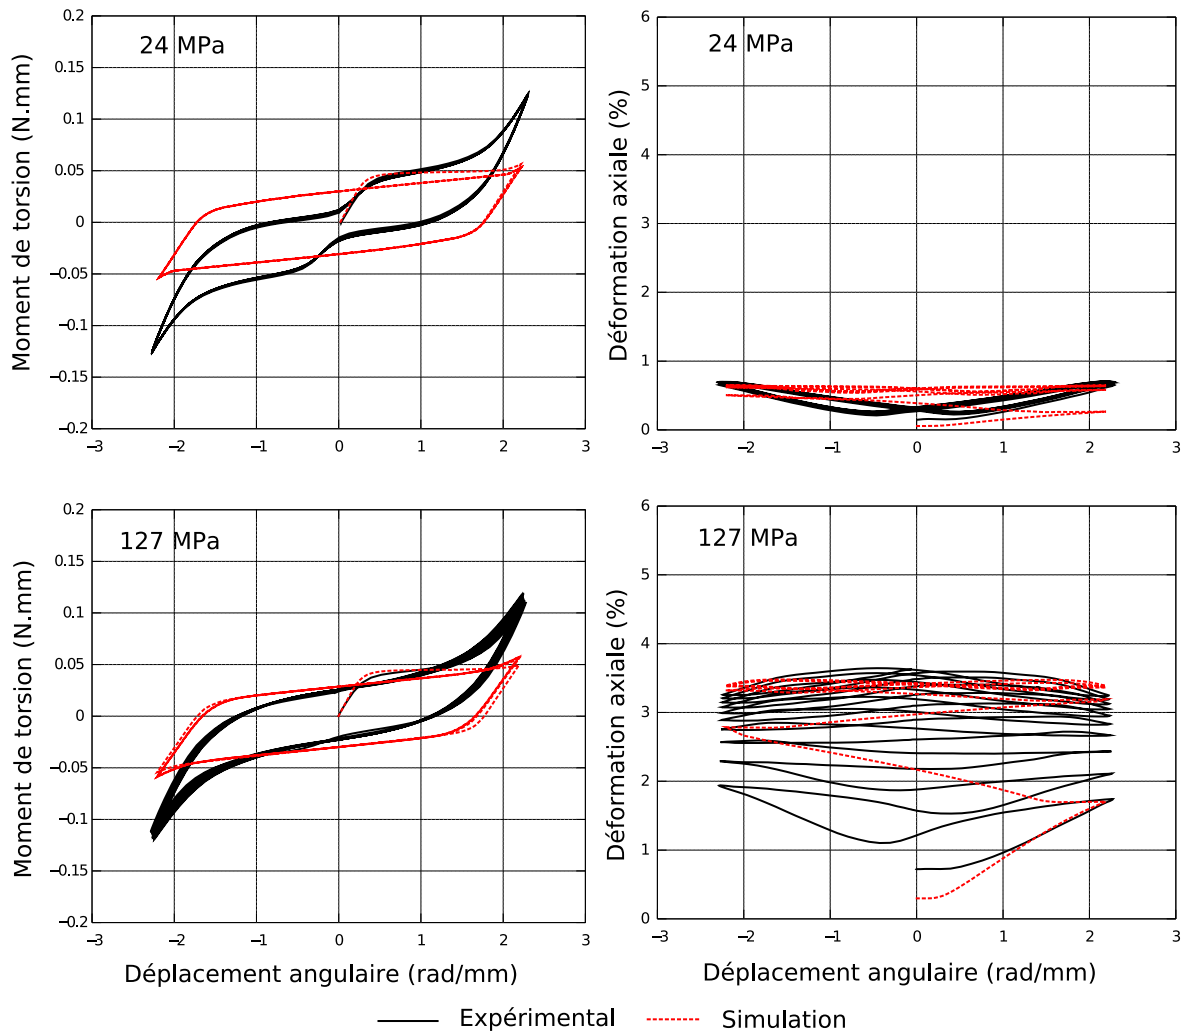 24 MPa
Moment de torsion (N.mm)
0.2
0.15
0.1
0.05
0
−0.05
−0.1
−0.15
−0.2
−3 −2 −1 0 1 2 3
24 MPa
Déformation axiale (%)
6
5
4
3
2
1
0
−3 −2 −1 0 1 2 3
127 MPa
Moment de torsion (N.mm)
0.2
0.15
0.1
0.05
0
−0.05
−0.1
−0.15
−0.2
−3 −2 −1 0 1 2 3
Déplacement angulaire (rad/mm)
127 MPa
Déformation axiale (%)
6
5
4
3
2
1
0
−3 −2 −1 0 1 2 3
Déplacement angulaire (rad/mm)
Expérimental Simulation